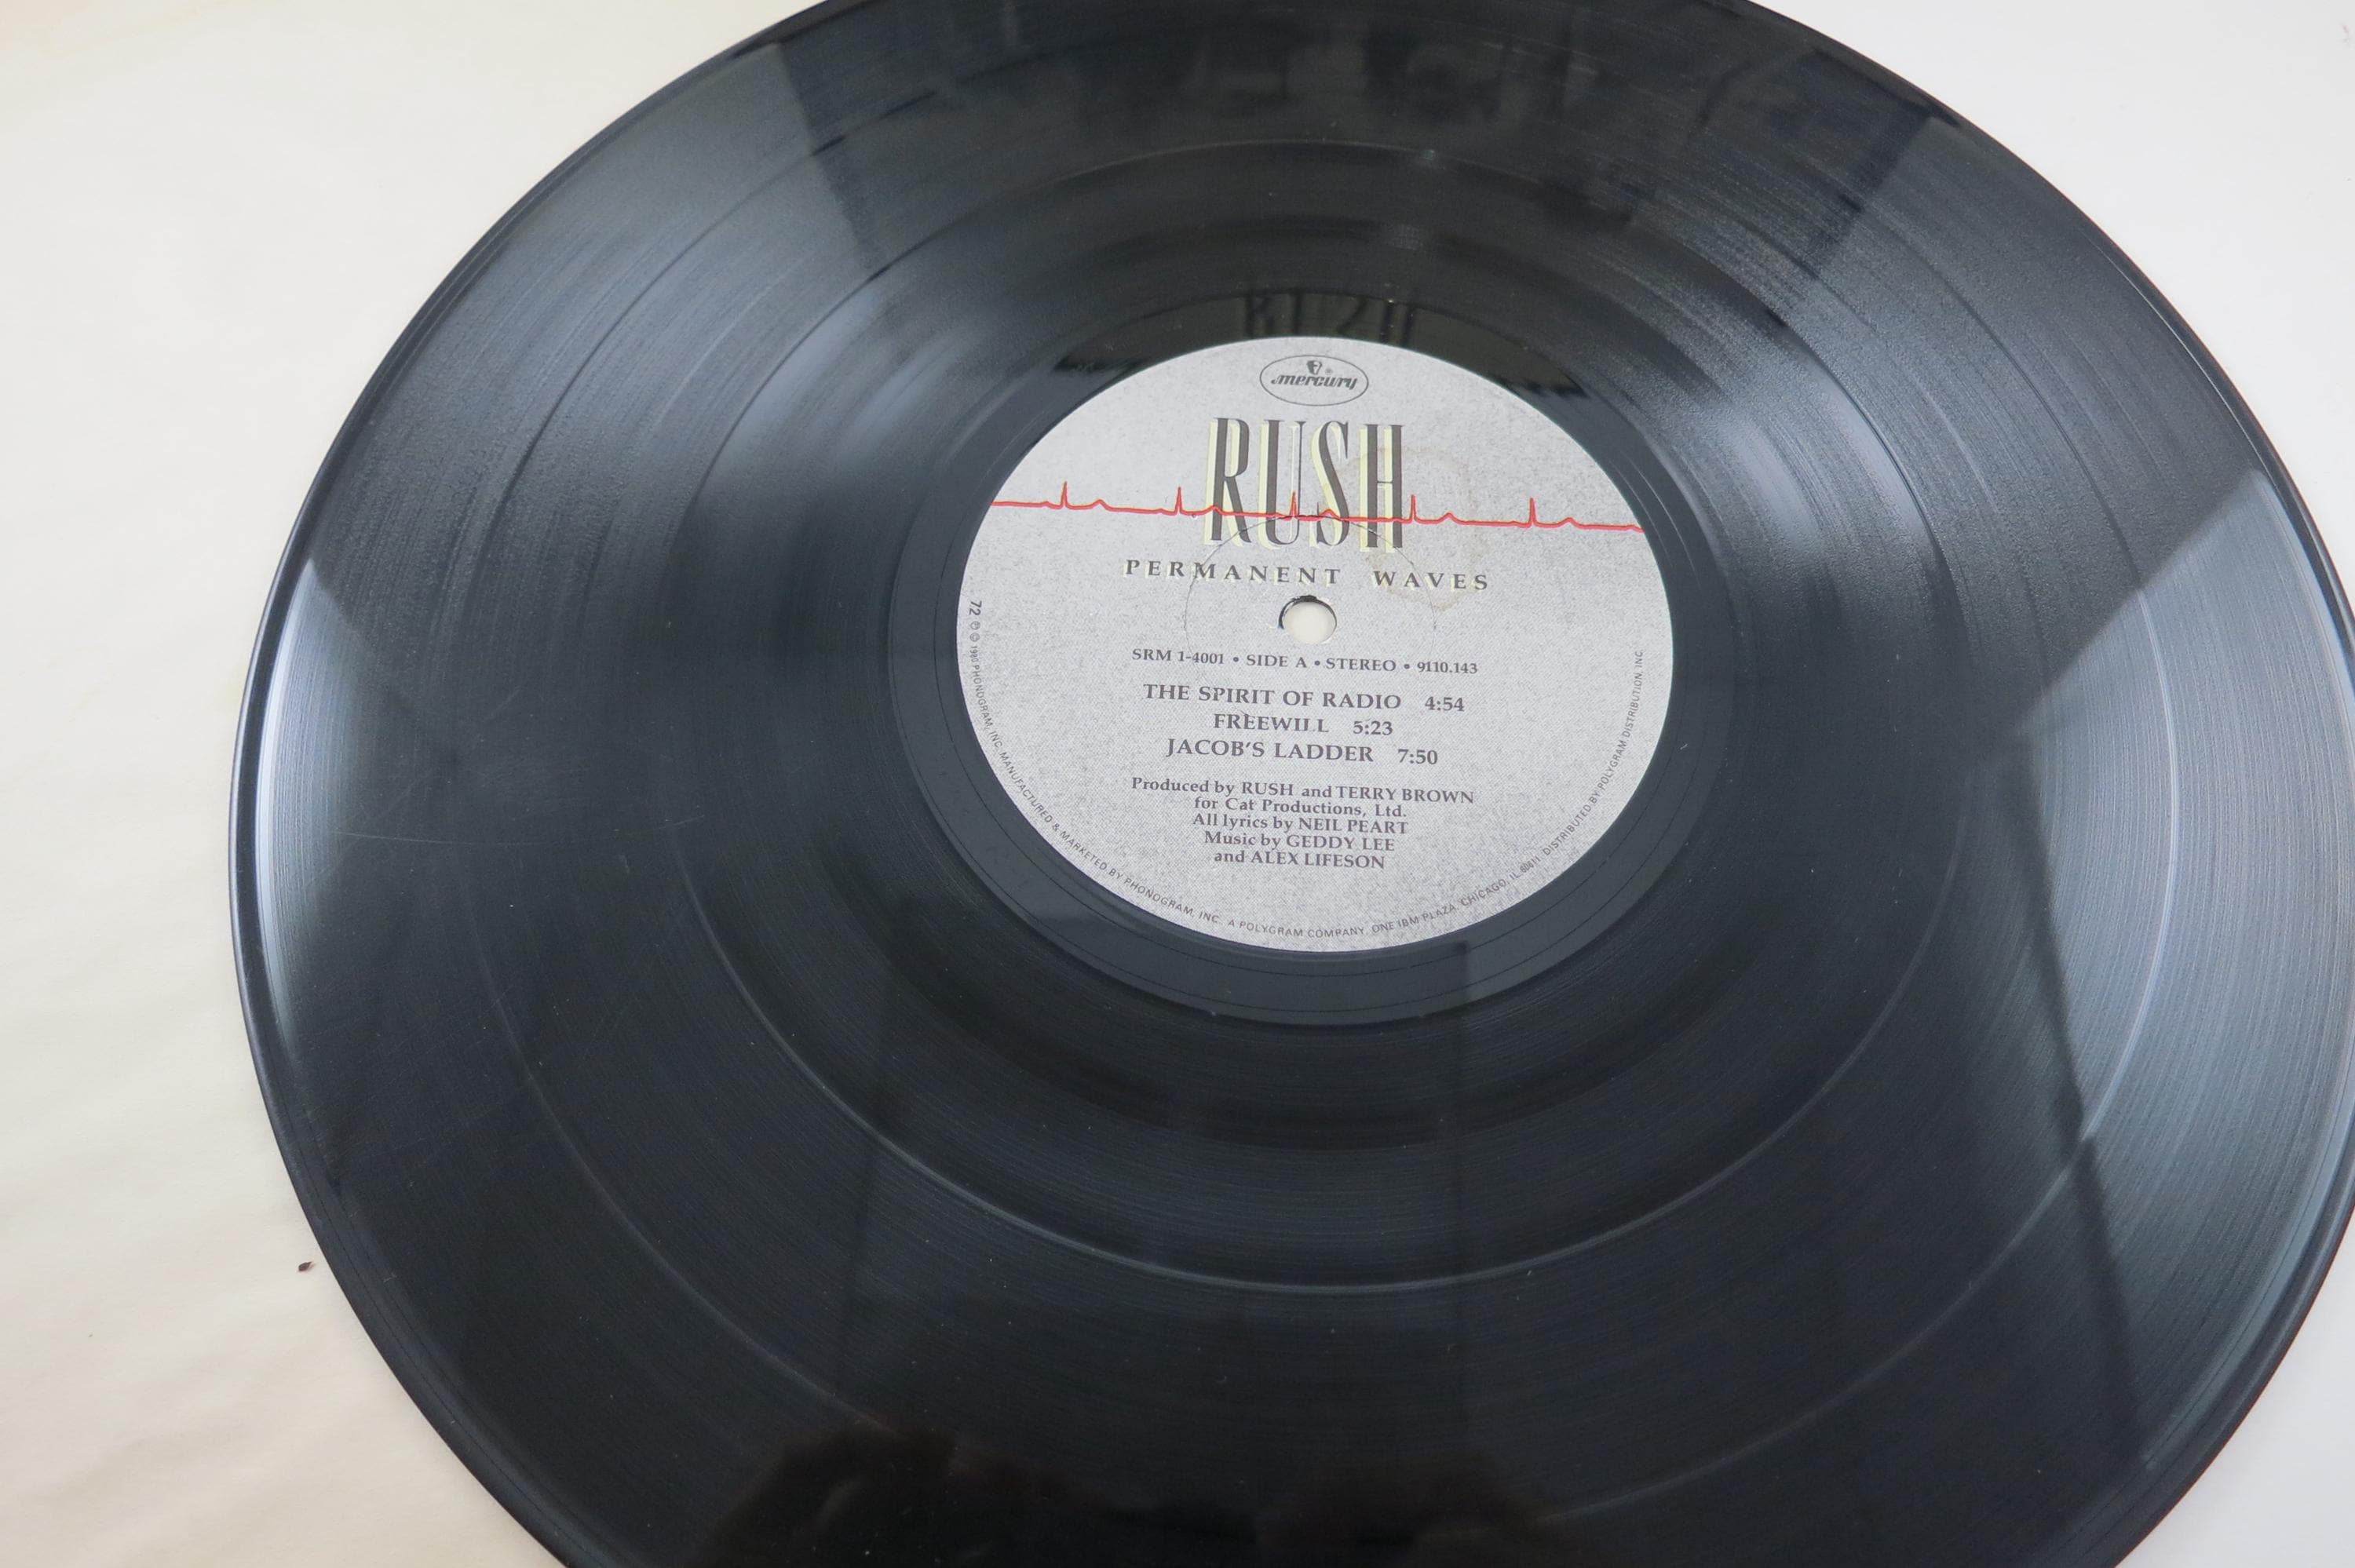 mercury
RUSH
PERMANENT WAVES
SRM 1-4001 • SIDE A • STEREO • 9110.143
THE SPIRIT OF RADIO 4:54
FREEWILL 5:23
JACOB'S LADDER 7:50
Produced by RUSH and TERRY BROWN
for Cat Productions, Ltd.
All lyrics by NEIL PEART
Music by GEDDY LEE
and ALEX LIFESON
72 ℗ © 1980 PHONOGRAM, INC. MANUFACTURED & MARKETED BY PHONOGRAM, INC. A POLYGRAM COMPANY, ONE IBM PLAZA, CHICAGO, IL 60611 DISTRIBUTED BY POLYGRAM DISTRIBUTION, INC